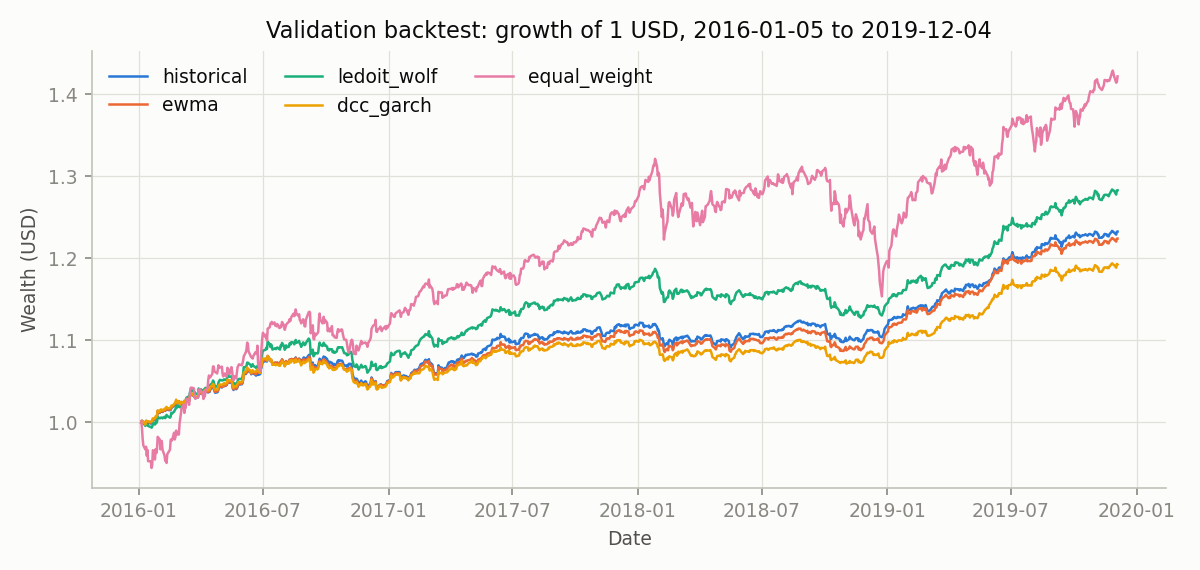 Validation backtest: growth of 1 USD, 2016-01-05 to 2019-12-04
historical
ewma
ledoit_wolf
dcc_garch
equal_weight
Wealth (USD)
1.4
1.3
1.2
1.1
1.0
2016-01 2016-07 2017-01 2017-07 2018-01 2018-07 2019-01 2019-07 2020-01
Date